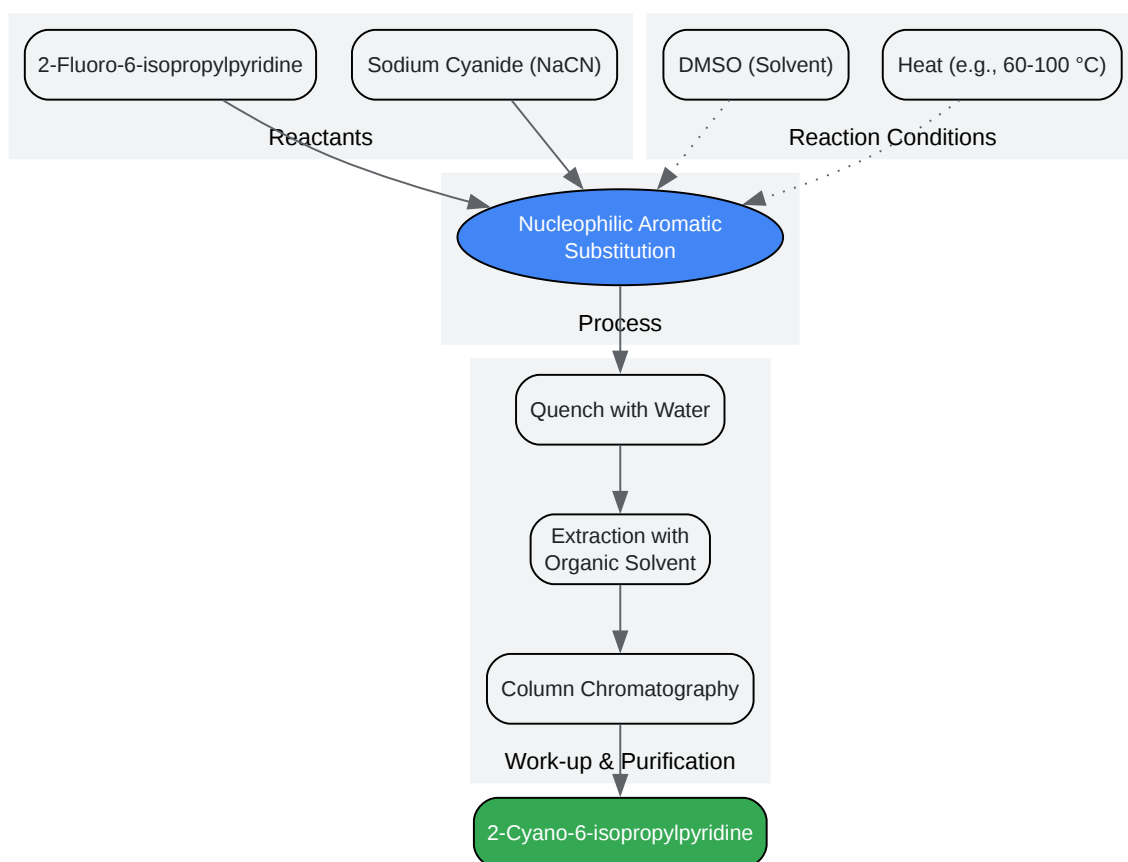 2-Fluoro-6-isopropylpyridine
Sodium Cyanide (NaCN)
DMSO (Solvent)
Heat (e.g., 60-100 °C)
Reactants
Reaction Conditions
Nucleophilic Aromatic
Substitution
Process
Quench with Water
Extraction with
Organic Solvent
Column Chromatography
Work-up & Purification
2-Cyano-6-isopropylpyridine